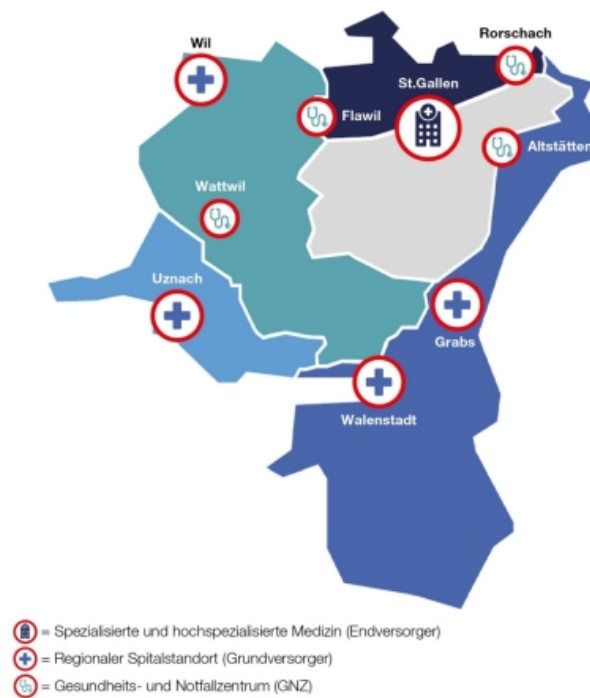 Rorschach
Wil
St.Gallen
Flawil
Altstätten
Wattwil
Uznach
Grabs
Walenstadt
= Spezialisierte und hochspezialisierte Medizin (Endversorger)
= Regionaler Spitalstandort (Grundversorger)
= Gesundheits- und Notfallzentrum (GNZ)